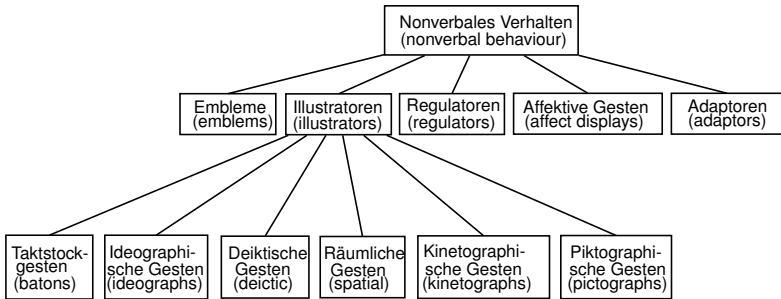 Nonverbales Verhalten
(nonverbal behaviour)
Embleme
(emblems)
Illustratoren
(illustrators)
Regulatoren
(regulators)
Affektive Gesten
(affect displays)
Adaptoren
(adaptors)
Taktstock-
gesten
(batons)
Ideographi-
sche Gesten
(ideographs)
Deiktische
Gesten
(deictic)
Räumliche
Gesten
(spatial)
Kinetographi-
sche Gesten
(kinetographs)
Piktographi-
sche Gesten
(pictographs)